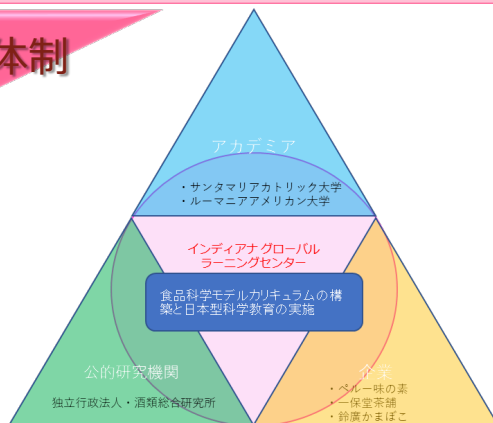 体制
アカデミア
・サンタマリアカトリック大学
・ルーマニアアメリカン大学
インディアナ グローバル
ラーニングセンター
食品科学モデルカリキュラムの構
築と日本型科学教育の実施
公的研究機関
独立行政法人・酒類総合研究所
企業
・ペルー味の素
・一保堂茶舗
・鈴廣かまぼこ